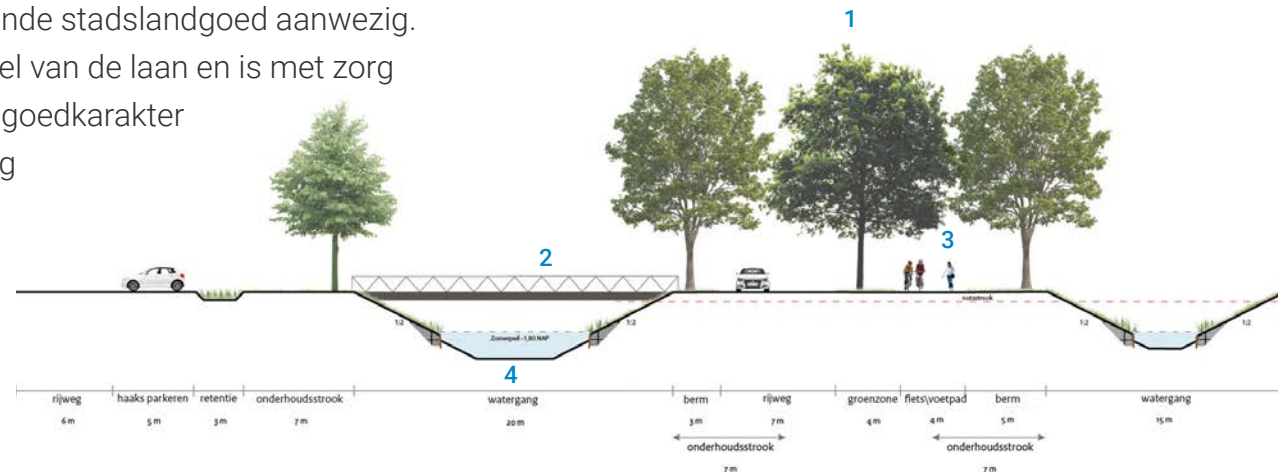 nde stadslandgoed aanwezig.
el van de laan en is met zorg
goedkarakter
g
1
2
3
nutsstrook
1:2
1:2
1:2
1:2
Zomerpeil -1,80 NAP
4
rijweg
haaks parkeren
retentie
onderhoudsstrook
watergang
berm
rijweg
groenzone
fiets\voetpad
berm
watergang
6 m
5 m
3 m
7 m
20 m
3 m
7 m
4 m
4 m
5 m
15 m
onderhoudsstrook
onderhoudsstrook
7 m
7 m